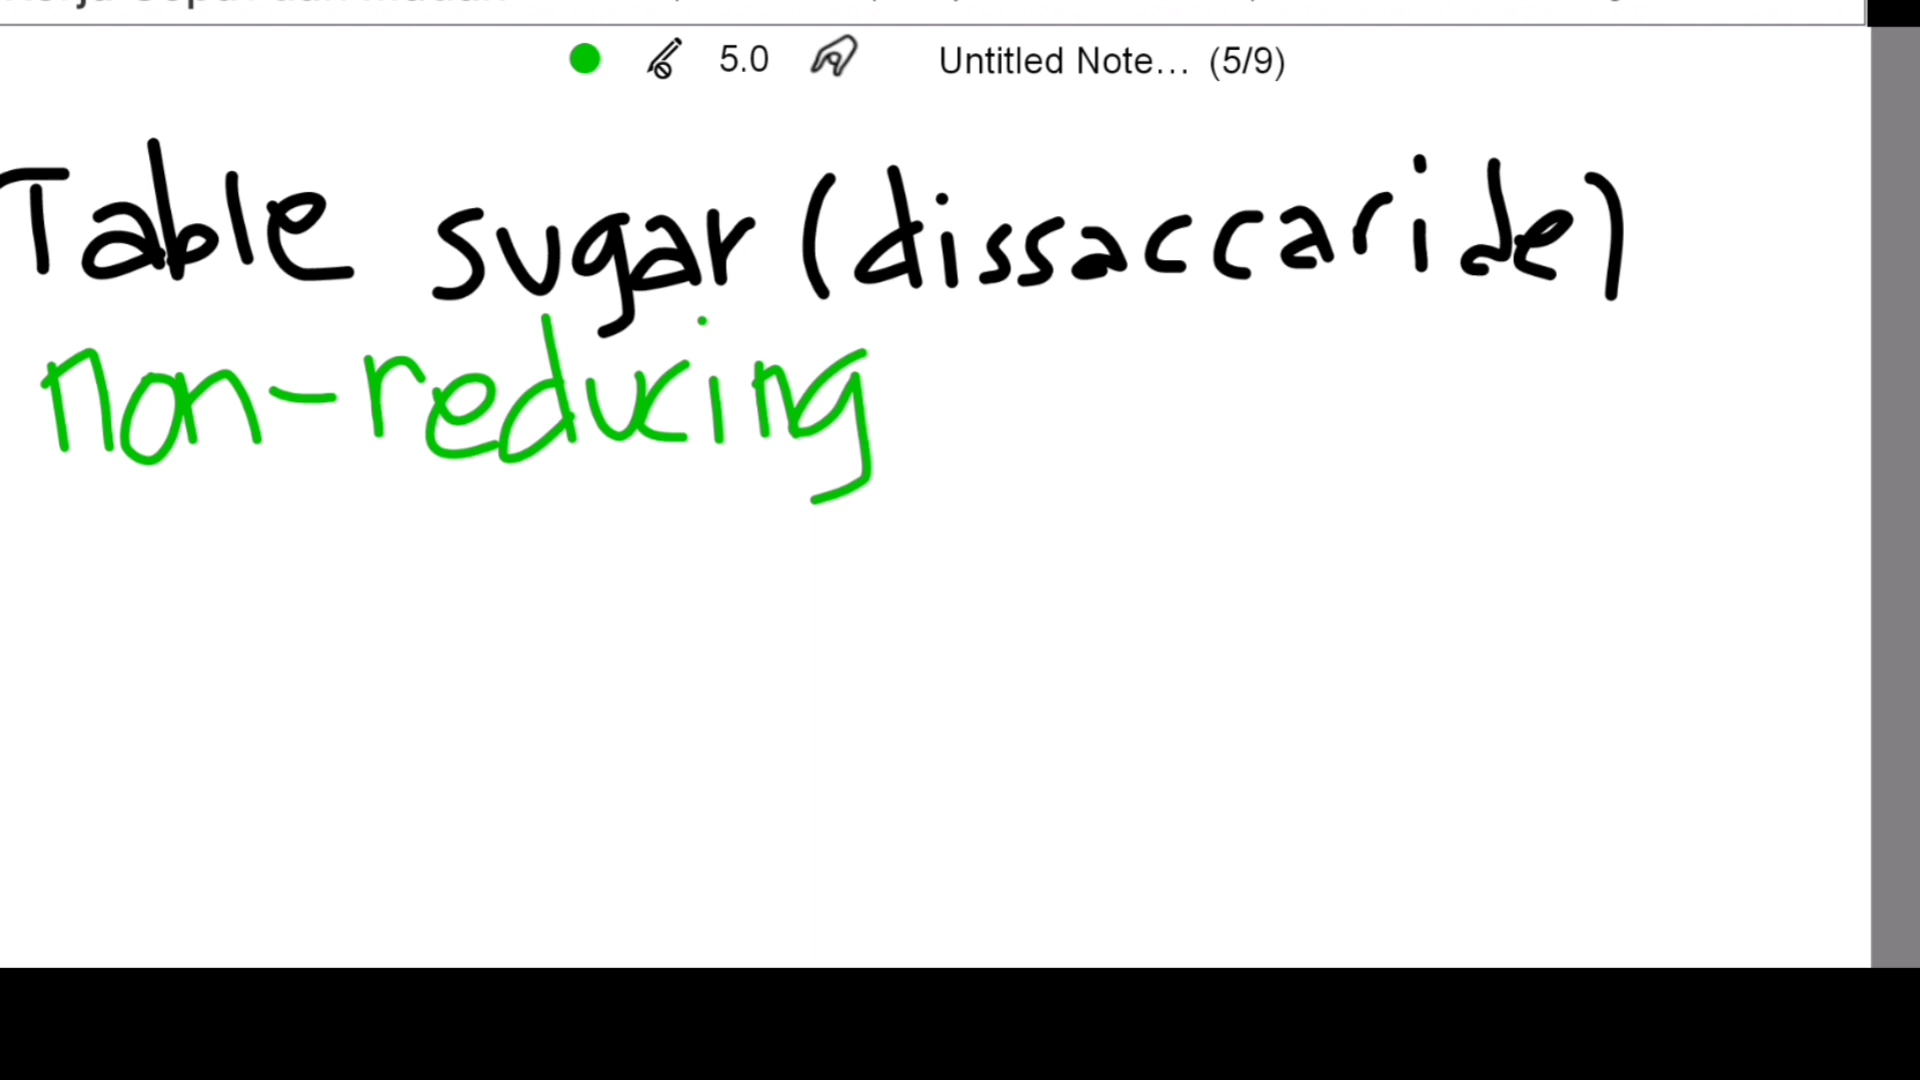 5.0 Untitled Note... (5/9)
Table sugar (dissaccaride)
non-reducing